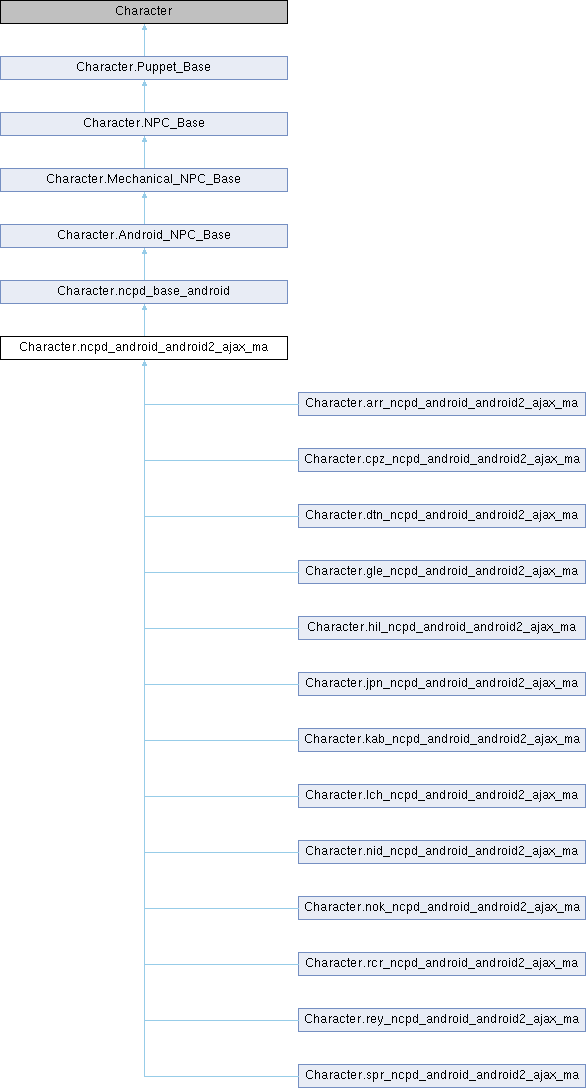 Character
Character.Puppet_Base
Character.NPC_Base
Character.Mechanical_NPC_Base
Character.Android_NPC_Base
Character.ncpd_base_android
Character.ncpd_android_android2_ajax_ma
Character.arr_ncpd_android_android2_ajax_ma
Character.cpz_ncpd_android_android2_ajax_ma
Character.dtn_ncpd_android_android2_ajax_ma
Character.gle_ncpd_android_android2_ajax_ma
Character.hil_ncpd_android_android2_ajax_ma
Character.jpn_ncpd_android_android2_ajax_ma
Character.kab_ncpd_android_android2_ajax_ma
Character.lch_ncpd_android_android2_ajax_ma
Character.nid_ncpd_android_android2_ajax_ma
Character.nok_ncpd_android_android2_ajax_ma
Character.rcr_ncpd_android_android2_ajax_ma
Character.rey_ncpd_android_android2_ajax_ma
Character.spr_ncpd_android_android2_ajax_ma